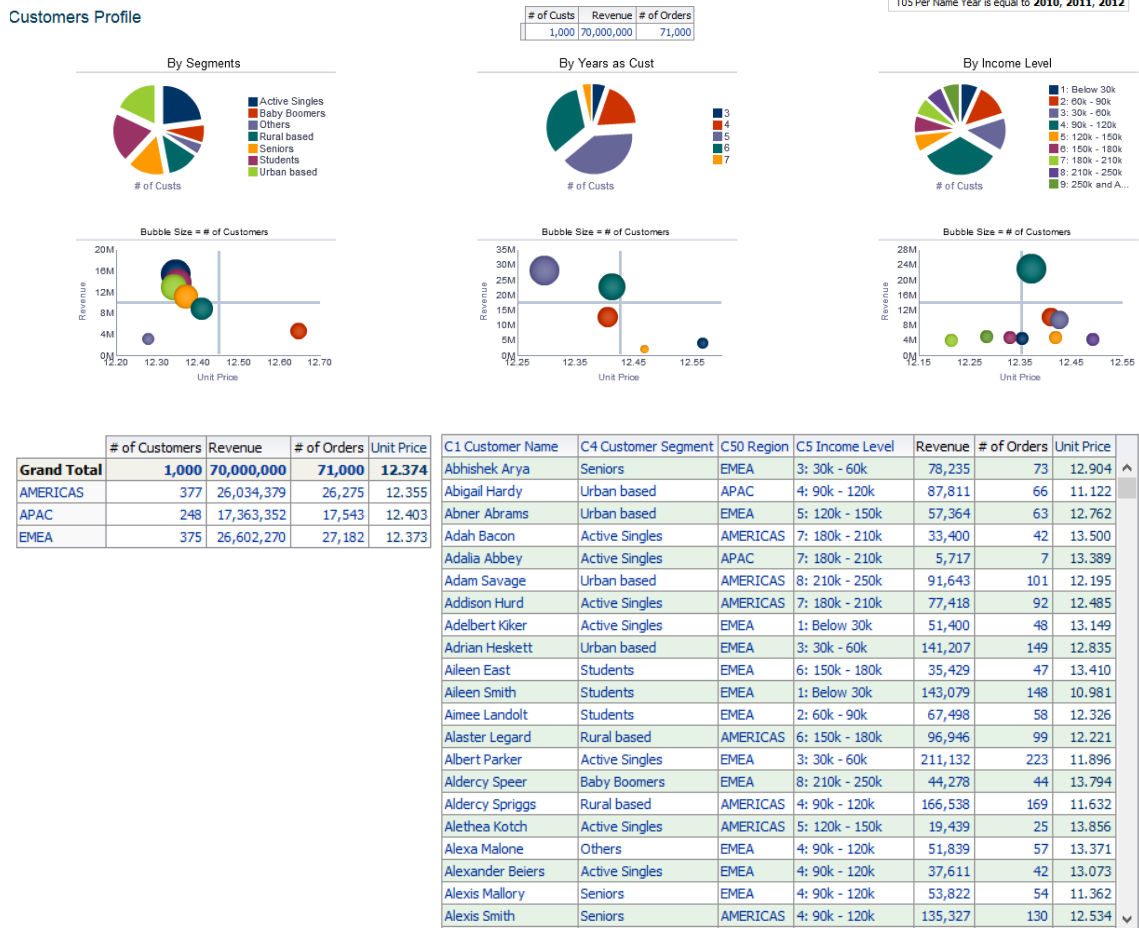 T05 Per Name Year is equal to 2010, 2011, 2012
Customers Profile
# of Custs Revenue # of Orders
1,000 70,000,000 71,000
By Segments
Active Singles
Baby Boomers
Others
Rural based
Seniors
Students
Urban based
# of Custs
By Years as Cust
3
4
5
6
7
# of Custs
By Income Level
1: Below 30k
2: 60k - 90k
3: 30k - 60k
4: 90k - 120k
5: 120k - 150k
6: 150k - 180k
7: 180k - 210k
8: 210k - 250k
9: 250k and A...
# of Custs
Bubble Size = # of Customers
20M
16M
12M
8M
4M
0M
Revenue
12.20 12.30 12.40 12.50 12.60 12.70
Unit Price
Bubble Size = # of Customers
35M
30M
25M
20M
15M
10M
5M
0M
Revenue
12.25 12.35 12.45 12.55
Unit Price
Bubble Size = # of Customers
28M
24M
20M
16M
12M
8M
4M
0M
Revenue
12.15 12.25 12.35 12.45 12.55
Unit Price
# of Customers Revenue # of Orders Unit Price
Grand Total 1,000 70,000,000 71,000 12.374
AMERICAS 377 26,034,379 26,275 12.355
APAC 248 17,363,352 17,543 12.403
EMEA 375 26,602,270 27,182 12.373
C1 Customer Name C4 Customer Segment C50 Region C5 Income Level Revenue # of Orders Unit Price
Abhishek Arya Seniors EMEA 3: 30k - 60k 78,235 73 12.904
Abigail Hardy Urban based APAC 4: 90k - 120k 87,811 66 11.122
Abner Abrams Urban based EMEA 5: 120k - 150k 57,364 63 12.762
Adah Bacon Active Singles AMERICAS 7: 180k - 210k 33,400 42 13.500
Adalia Abbey Active Singles APAC 7: 180k - 210k 5,717 7 13.389
Adam Savage Urban based AMERICAS 8: 210k - 250k 91,643 101 12.195
Addison Hurd Active Singles AMERICAS 7: 180k - 210k 77,418 92 12.485
Adelbert Kiker Active Singles EMEA 1: Below 30k 51,400 48 13.149
Adrian Heskett Urban based EMEA 3: 30k - 60k 141,207 149 12.835
Aileen East Students EMEA 6: 150k - 180k 35,429 47 13.410
Aileen Smith Students EMEA 1: Below 30k 143,079 148 10.981
Aimee Landolt Students EMEA 2: 60k - 90k 67,498 58 12.326
Alaster Legard Rural based AMERICAS 6: 150k - 180k 96,946 99 12.221
Albert Parker Active Singles EMEA 3: 30k - 60k 211,132 223 11.896
Aldercy Speer Baby Boomers EMEA 8: 210k - 250k 44,278 44 13.794
Aldercy Spriggs Rural based AMERICAS 4: 90k - 120k 166,538 169 11.632
Alethea Kotch Active Singles AMERICAS 5: 120k - 150k 19,439 25 13.856
Alexa Malone Others EMEA 4: 90k - 120k 51,839 57 13.371
Alexander Beiers Active Singles EMEA 4: 90k - 120k 37,611 42 13.073
Alexis Mallory Seniors EMEA 4: 90k - 120k 53,822 54 11.362
Alexis Smith Seniors AMERICAS 4: 90k - 120k 135,327 130 12.534